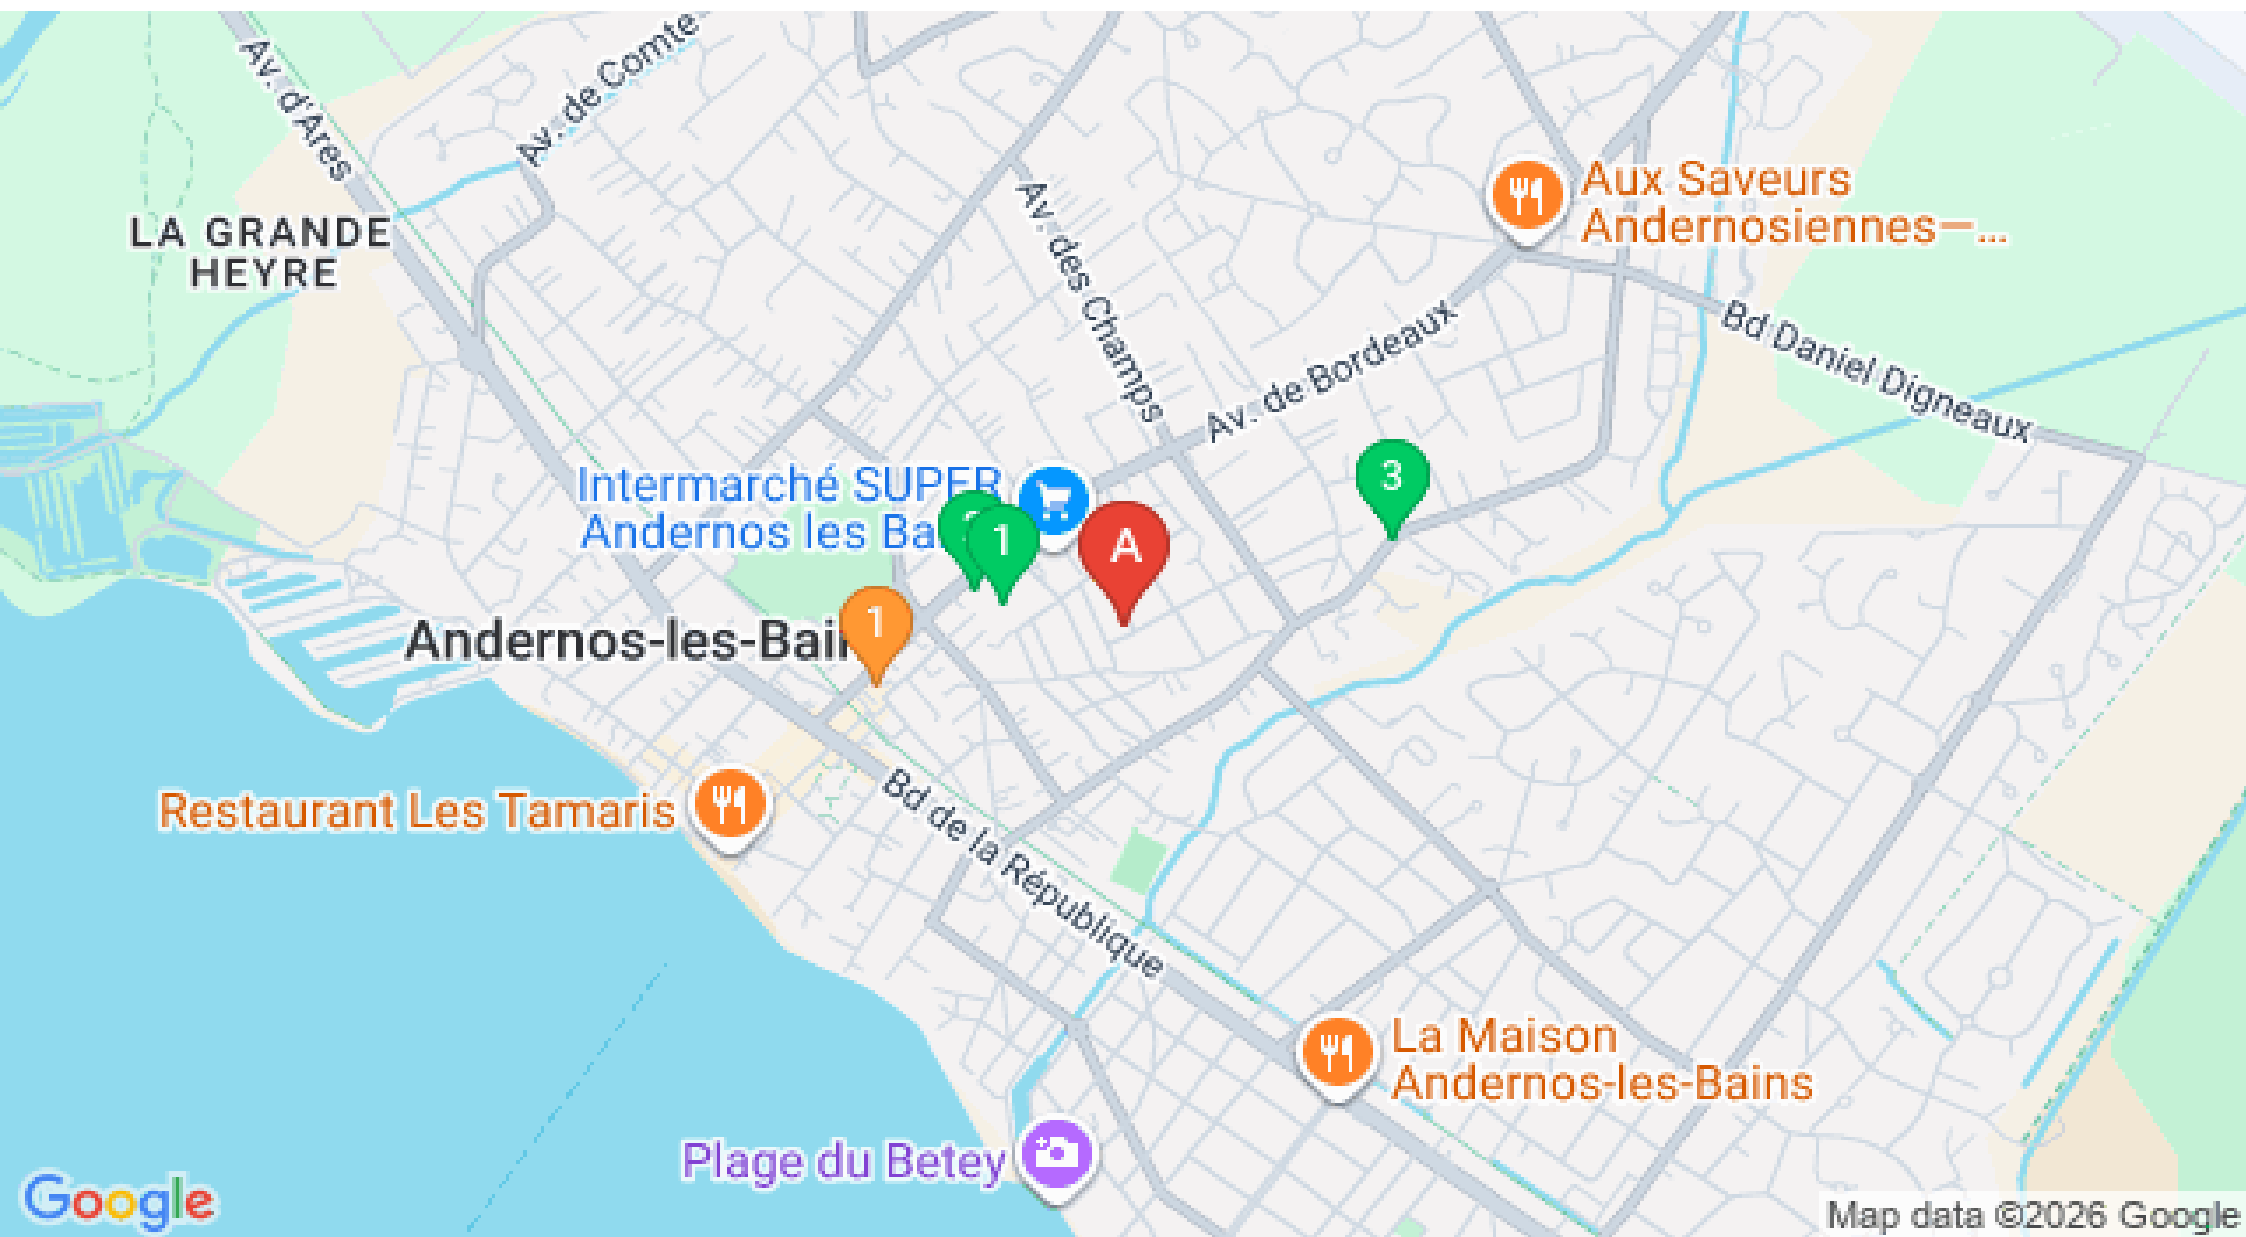 Av. d'Ares
Av. de Comte
LA GRANDE
HEYRE
Av. des Champs
Aux Saveurs
Andernosiennes—...
Av. de Bordeaux
Bd Daniel Digneaux
Intermarché SUPER
Andernos les Ba
3
1
A
1
Andernos-les-Bain
Restaurant Les Tamaris
Bd de la République
La Maison
Andernos-les-Bains
Plage du Betey
Google
Map data ©2026 Google